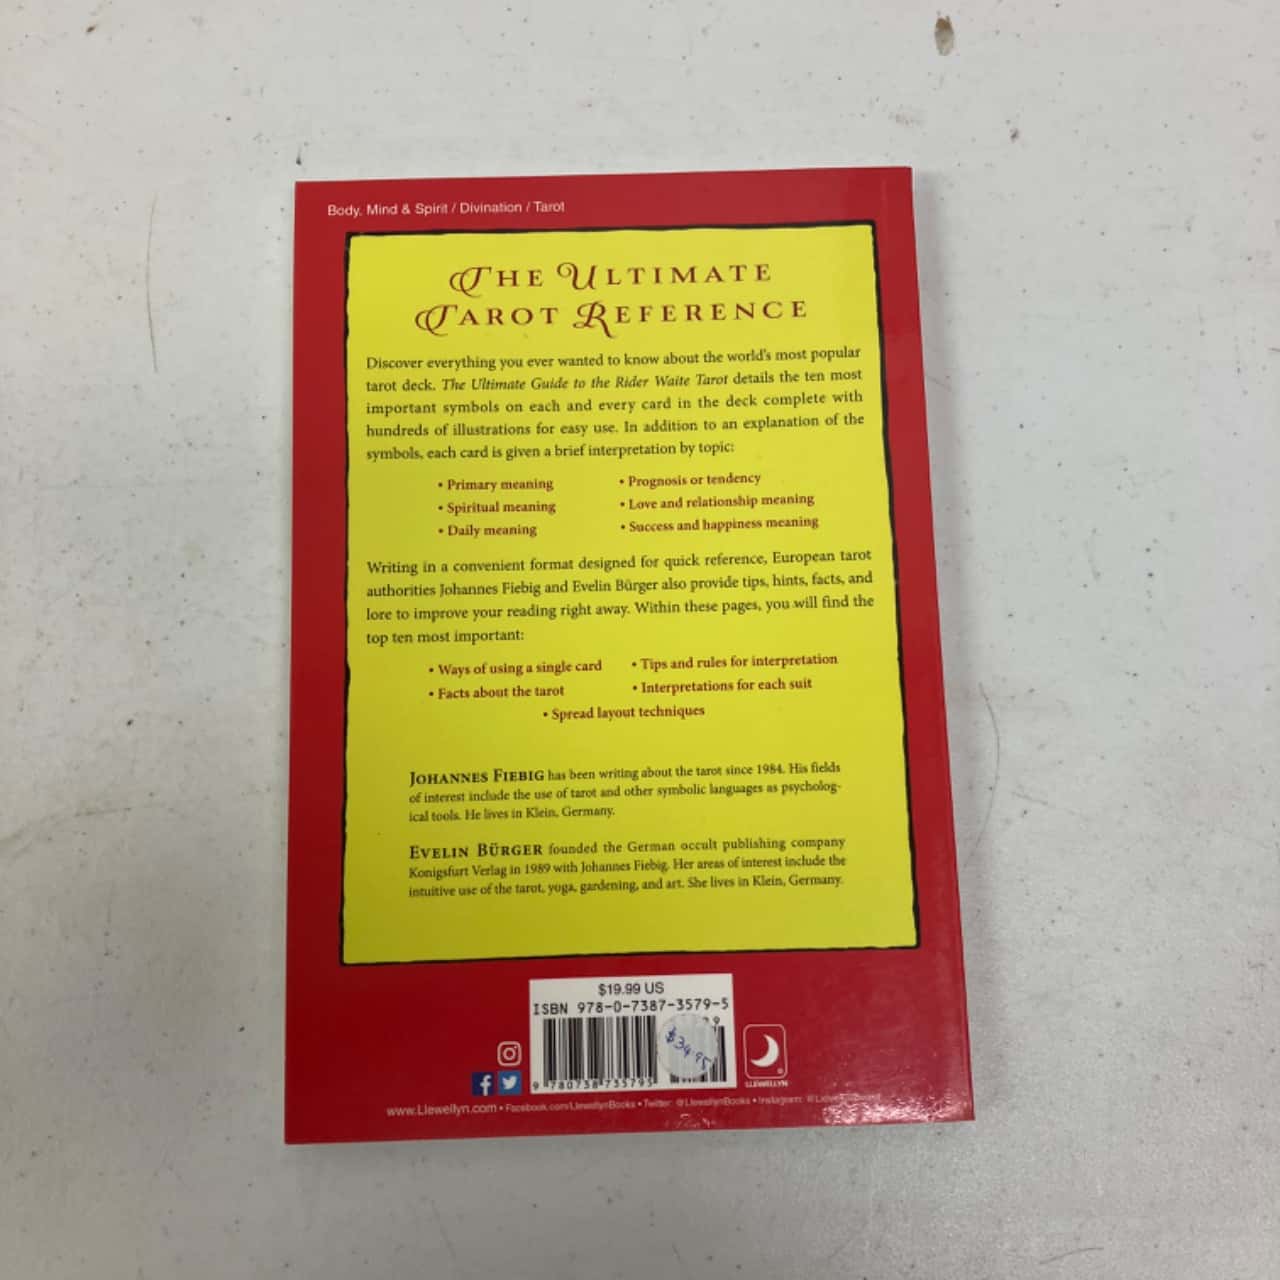 Body, Mind & Spirit / Divination / Tarot
THE ULTIMATE
TAROT REFERENCE
Discover everything you ever wanted to know about the world's most popular
tarot deck. The Ultimate Guide to the Rider Waite Tarot details the ten most
important symbols on each and every card in the deck complete with
hundreds of illustrations for easy use. In addition to an explanation of the
symbols, each card is given a brief interpretation by topic:
• Primary meaning
• Spiritual meaning
• Daily meaning
• Prognosis or tendency
• Love and relationship meaning
• Success and happiness meaning
Writing in a convenient format designed for quick reference, European tarot
authorities Johannes Fiebig and Evelin Bürger also provide tips, hints, facts, and
lore to improve your reading right away. Within these pages, you will find the
top ten most important:
• Ways of using a single card
• Facts about the tarot
• Tips and rules for interpretation
• Interpretations for each suit
• Spread layout techniques
JOHANNES FIEBIG has been writing about the tarot since 1984. His fields
of interest include the use of tarot and other symbolic languages as psycholog-
ical tools. He lives in Klein, Germany.
EVELIN BÜRGER founded the German occult publishing company
Konigsfurt Verlag in 1989 with Johannes Fiebig. Her areas of interest include the
intuitive use of the tarot, yoga, gardening, and art. She lives in Klein, Germany.
$19.99 US
ISBN 978-0-7387-3579-5
$34.95
9 780738 735795
LLEWELLYN
www.Llewellyn.com • Facebook.com/LlewellynBooks • Twitter: @LlewellynBooks • Instagram: